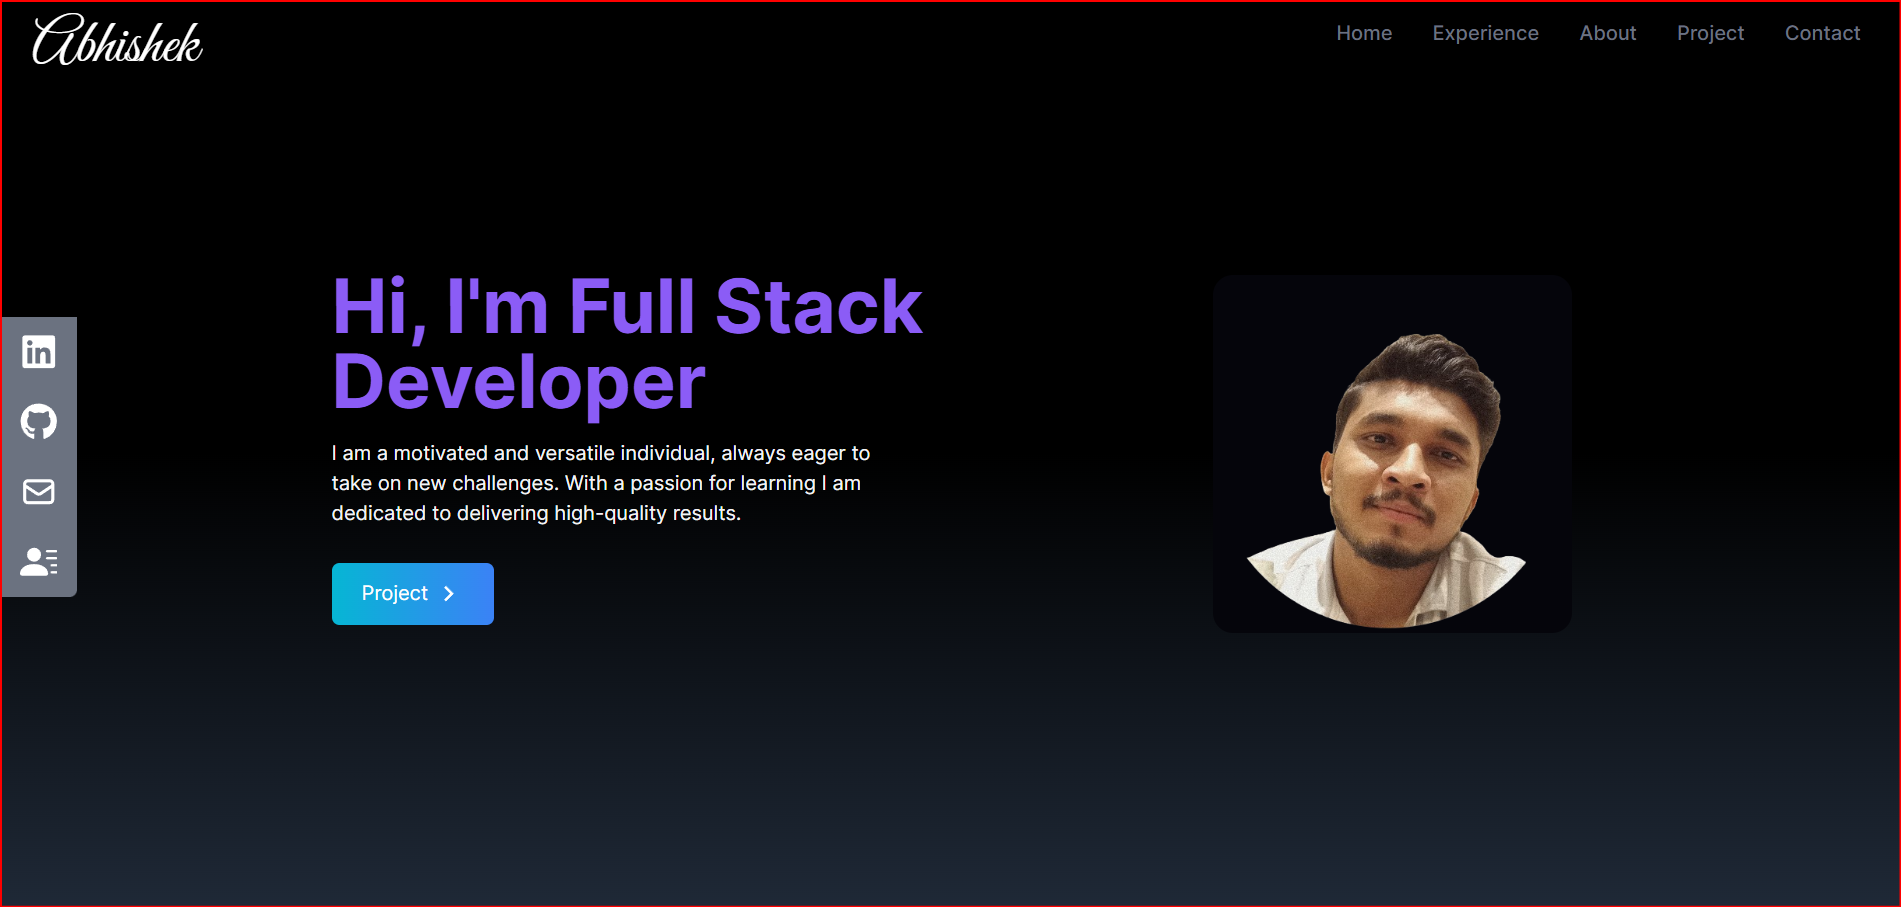 Abhishek
Home Experience About Project Contact
Hi, I'm Full Stack
Developer
I am a motivated and versatile individual, always eager to
take on new challenges. With a passion for learning I am
dedicated to delivering high-quality results.
Project
in